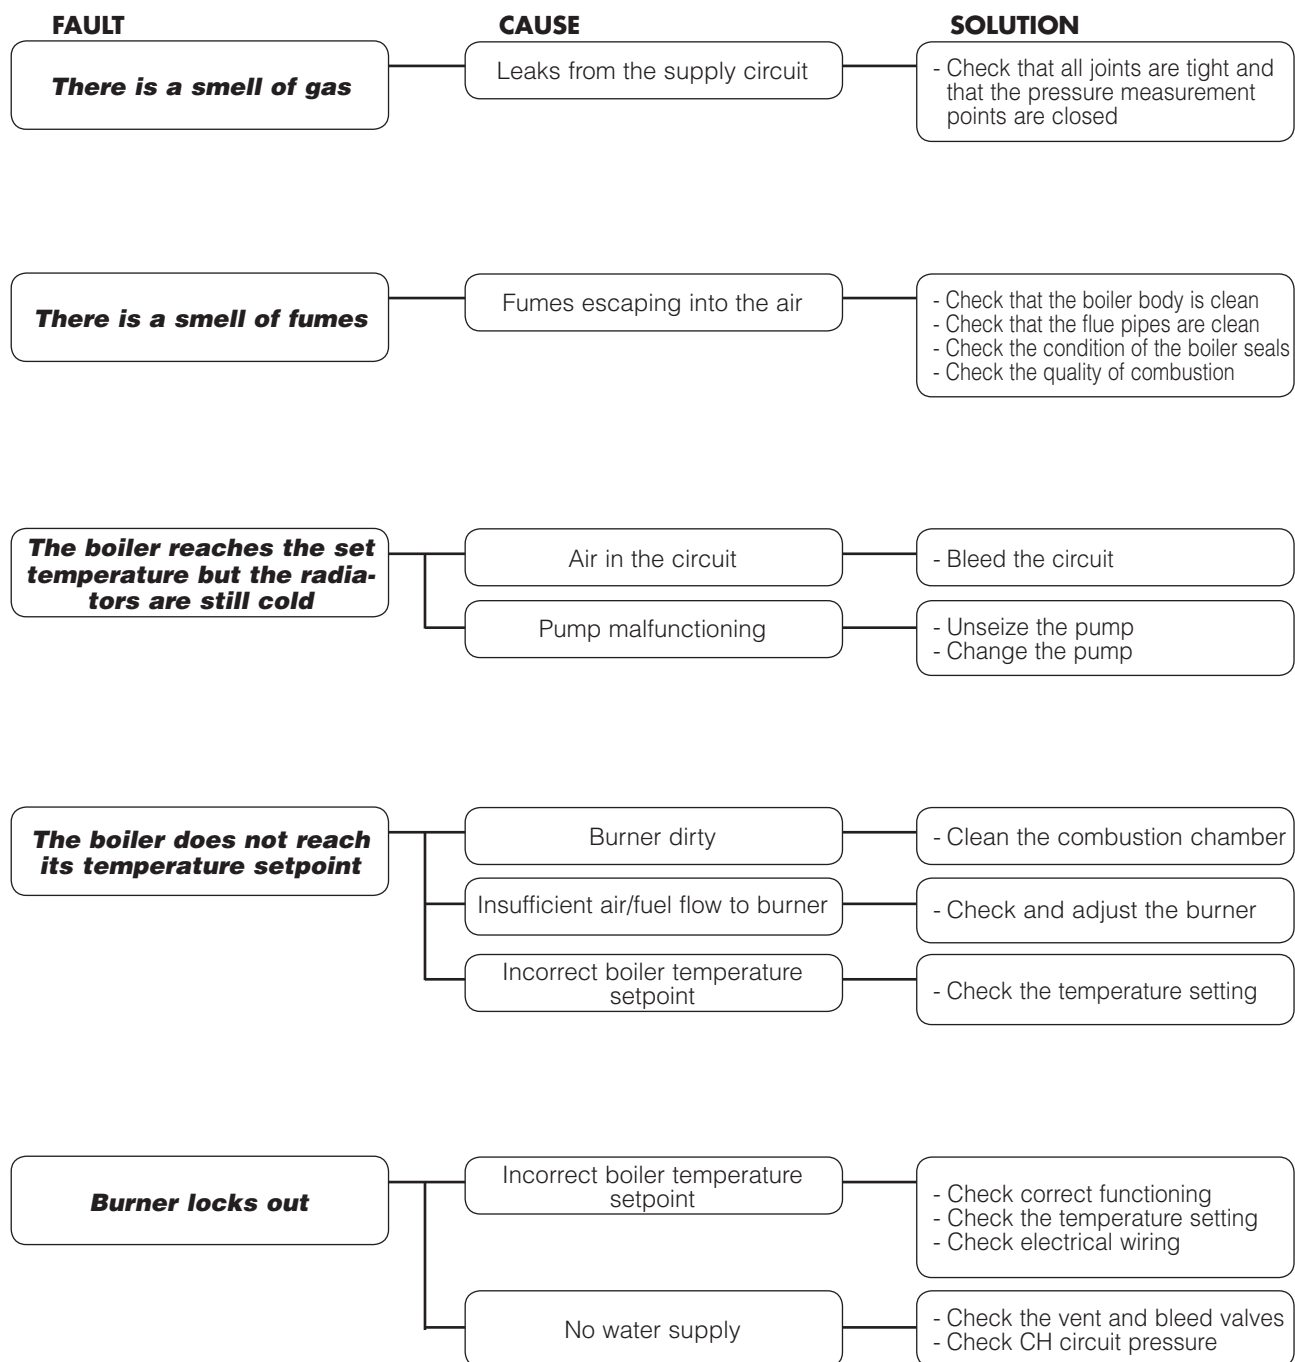 FAULT CAUSE SOLUTION
There is a smell of gas
Leaks from the supply circuit
- Check that all joints are tight and
that the pressure measurement
points are closed
There is a smell of fumes
Fumes escaping into the air
- Check that the boiler body is clean
- Check that the flue pipes are clean
- Check the condition of the boiler seals
- Check the quality of combustion
The boiler reaches the set
temperature but the radia-
tors are still cold
Air in the circuit
- Bleed the circuit
Pump malfunctioning
- Unseize the pump
- Change the pump
The boiler does not reach
its temperature setpoint
Burner dirty
- Clean the combustion chamber
Insufficient air/fuel flow to burner
- Check and adjust the burner
Incorrect boiler temperature
setpoint
- Check the temperature setting
Burner locks out
Incorrect boiler temperature
setpoint
- Check correct functioning
- Check the temperature setting
- Check electrical wiring
No water supply
- Check the vent and bleed valves
- Check CH circuit pressure